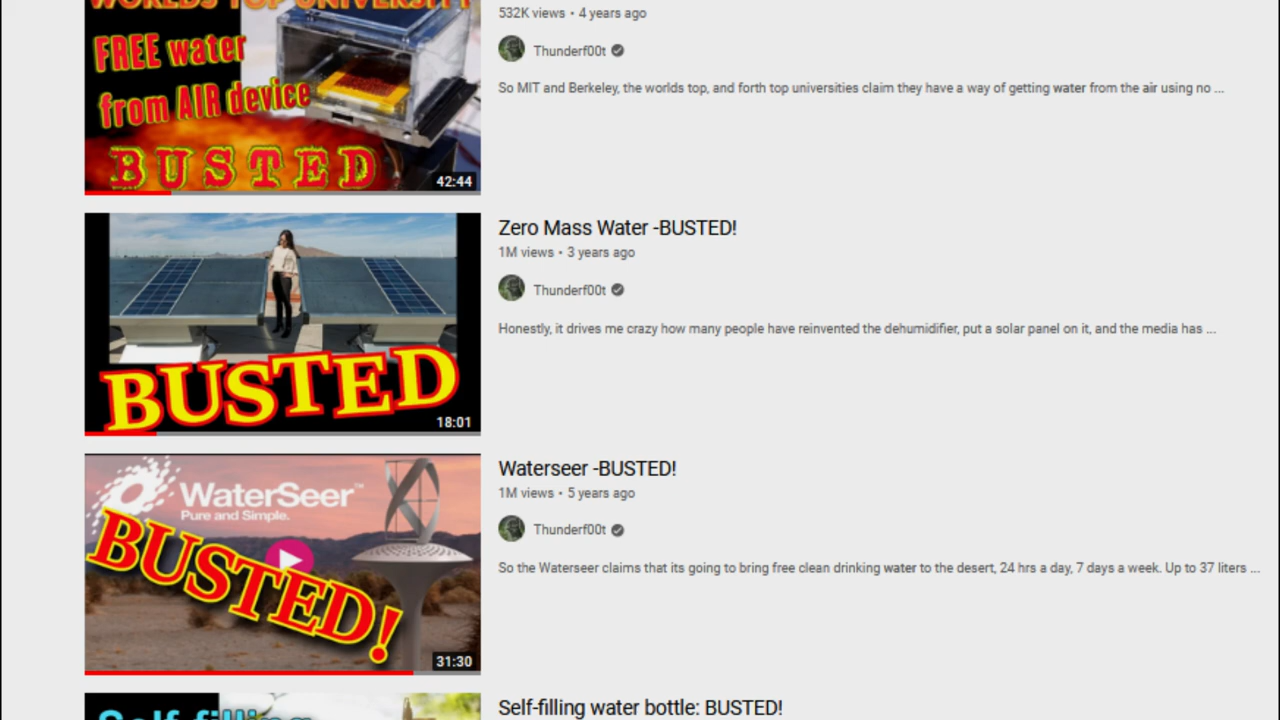 WORLDS TOP UNIVERSITY
FREE water
from AIR device
BUSTED
42:44
532K views • 4 years ago
Thunderf00t
So MIT and Berkeley, the worlds top, and forth top universities claim they have a way of getting water from the air using no ...
BUSTED
18:01
Zero Mass Water -BUSTED!
1M views • 3 years ago
Thunderf00t
Honestly, it drives me crazy how many people have reinvented the dehumidifier, put a solar panel on it, and the media has ...
WaterSeer™
Pure and Simple.
BUSTED!
31:30
Waterseer -BUSTED!
1M views • 5 years ago
Thunderf00t
So the Waterseer claims that its going to bring free clean drinking water to the desert, 24 hrs a day, 7 days a week. Up to 37 liters ...
Self-filling
Self-filling water bottle: BUSTED!